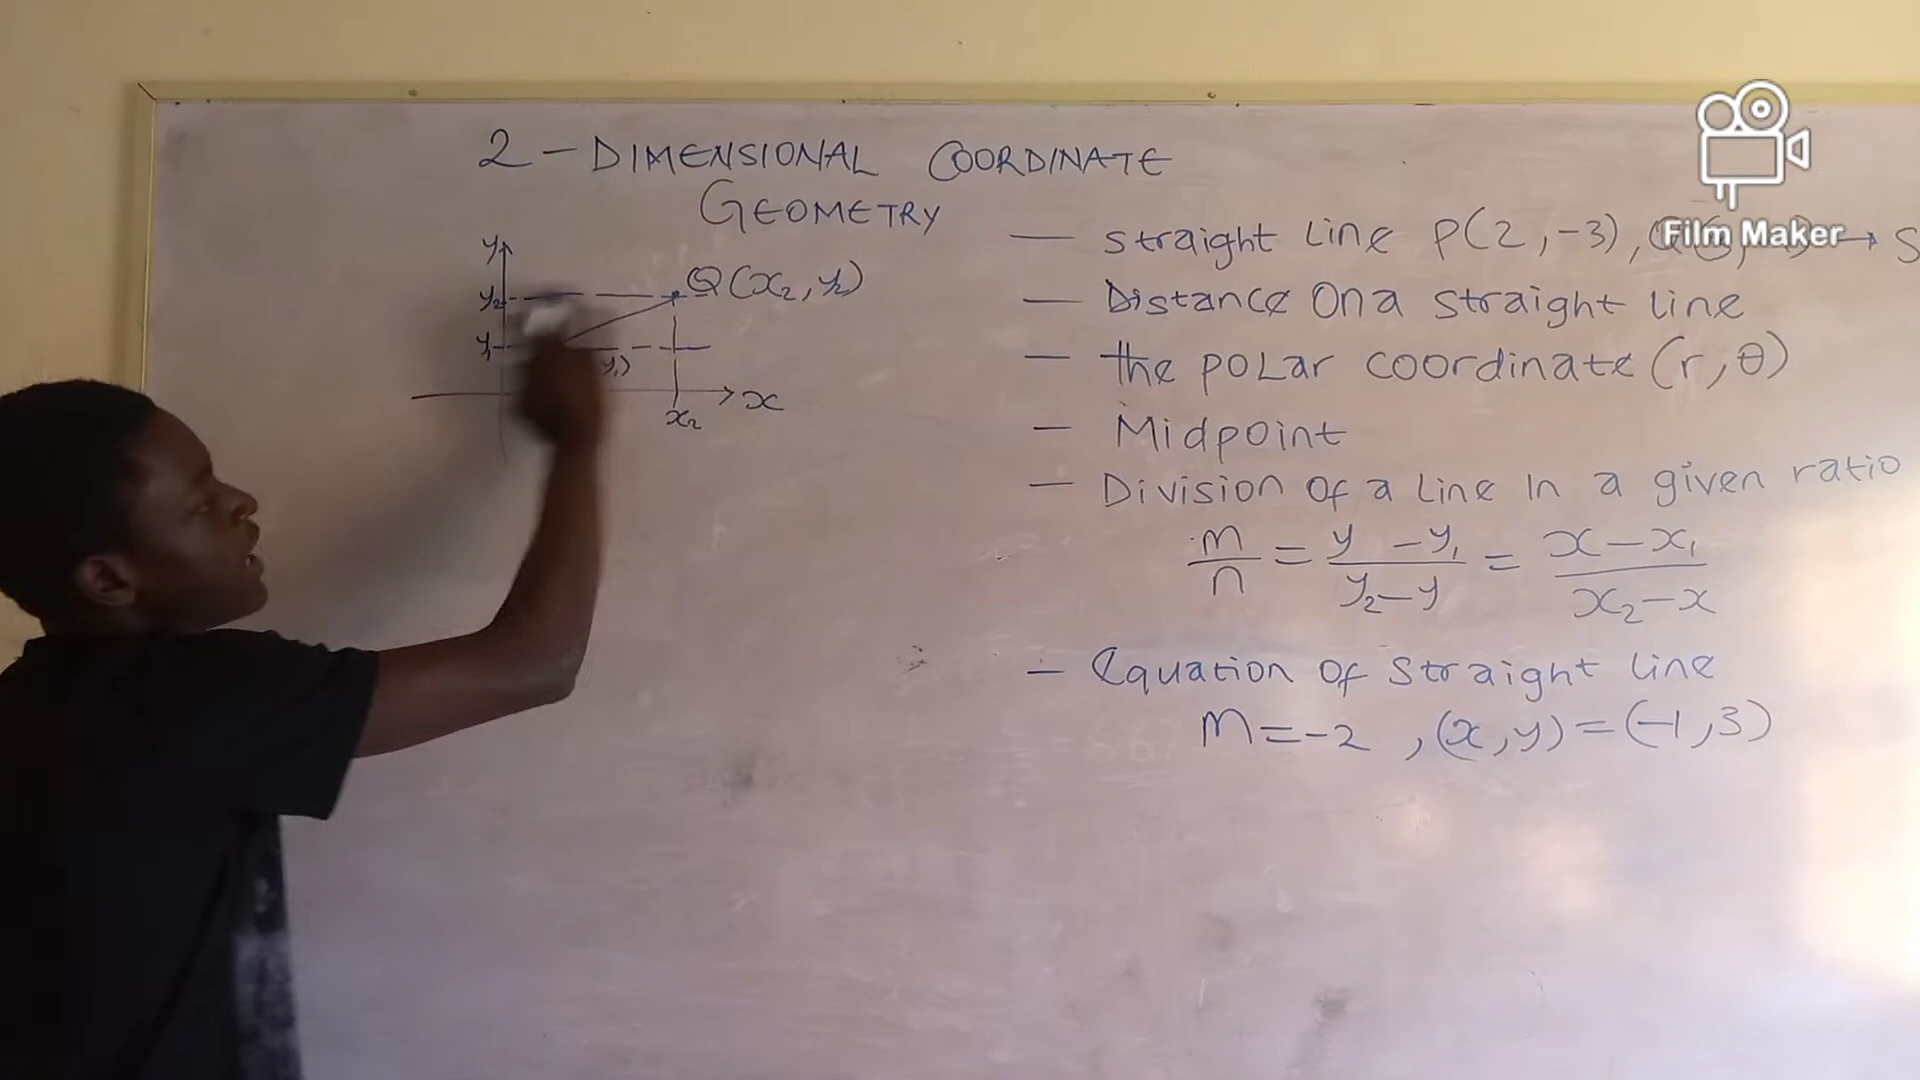 2 - DIMENSIONAL COORDINATE
GEOMETRY
y
y₂
Q(x₂, y₂)
y₁
y₁)
x
x₂
— straight line P(2, -3),
Film Maker
— Distance On a straight line
— the polar coordinate (r, θ)
— Midpoint
— Division of a line in a given ratio
m/n = y - y₁/y₂ - y = x - x₁/x₂ - x
— Equation of straight line
m = -2 , (x, y) = (-1, 3)